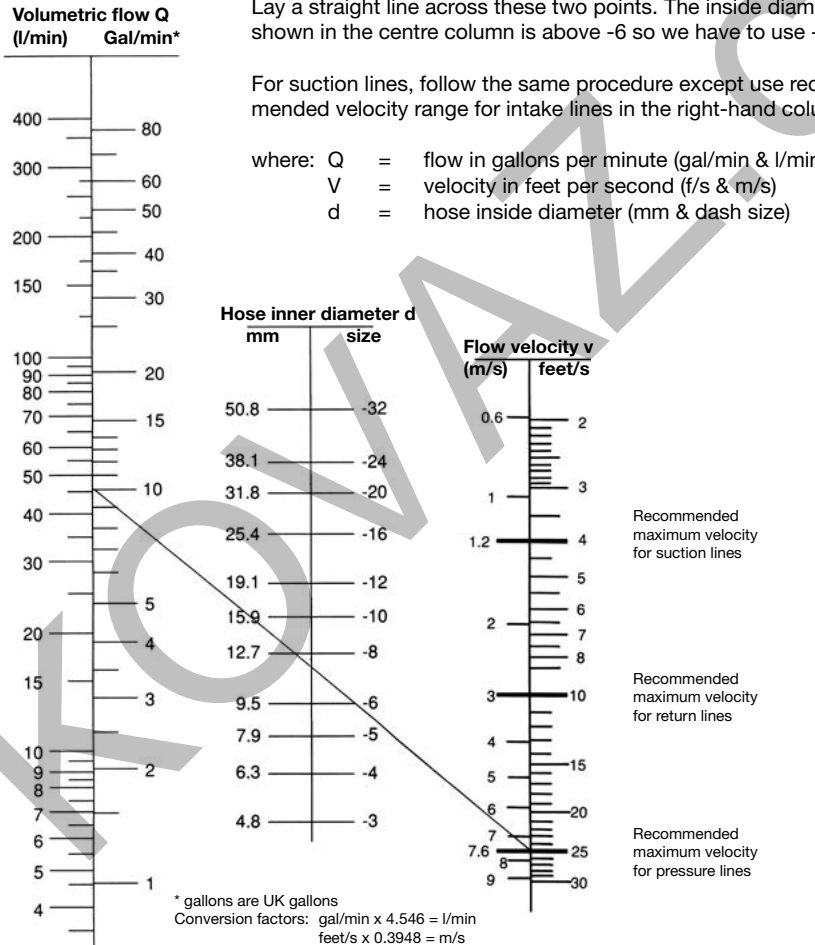 Lay a straight line across these two points. The inside diam
shown in the centre column is above -6 so we have to use -
For suction lines, follow the same procedure except use rec
mended velocity range for intake lines in the right-hand colu
where: Q = flow in gallons per minute (gal/min & l/min
V = velocity in feet per second (f/s & m/s)
d = hose inside diameter (mm & dash size)
Volumetric flow Q
(l/min) Gal/min*
400
80
300
60
50
200
40
150
30
100
20
90
80
70
15
60
50
10
40
30
5
20
4
15
3
10
2
9
8
7
6
5
1
4
Hose inner diameter d
mm size
50.8 -32
38.1 -24
31.8 -20
25.4 -16
19.1 -12
15.9 -10
12.7 -8
9.5 -6
7.9 -5
6.3 -4
4.8 -3
Flow velocity v
(m/s) feet/s
0.6 2
3
1
1.2 4
5
6
2
7
8
3 10
4
15
5
6 20
7
7.6 25
8
9 30
Recommended
maximum velocity
for suction lines
Recommended
maximum velocity
for return lines
Recommended
maximum velocity
for pressure lines
* gallons are UK gallons
Conversion factors: gal/min x 4.546 = l/min
feet/s x 0.3948 = m/s
KOVAZ.c